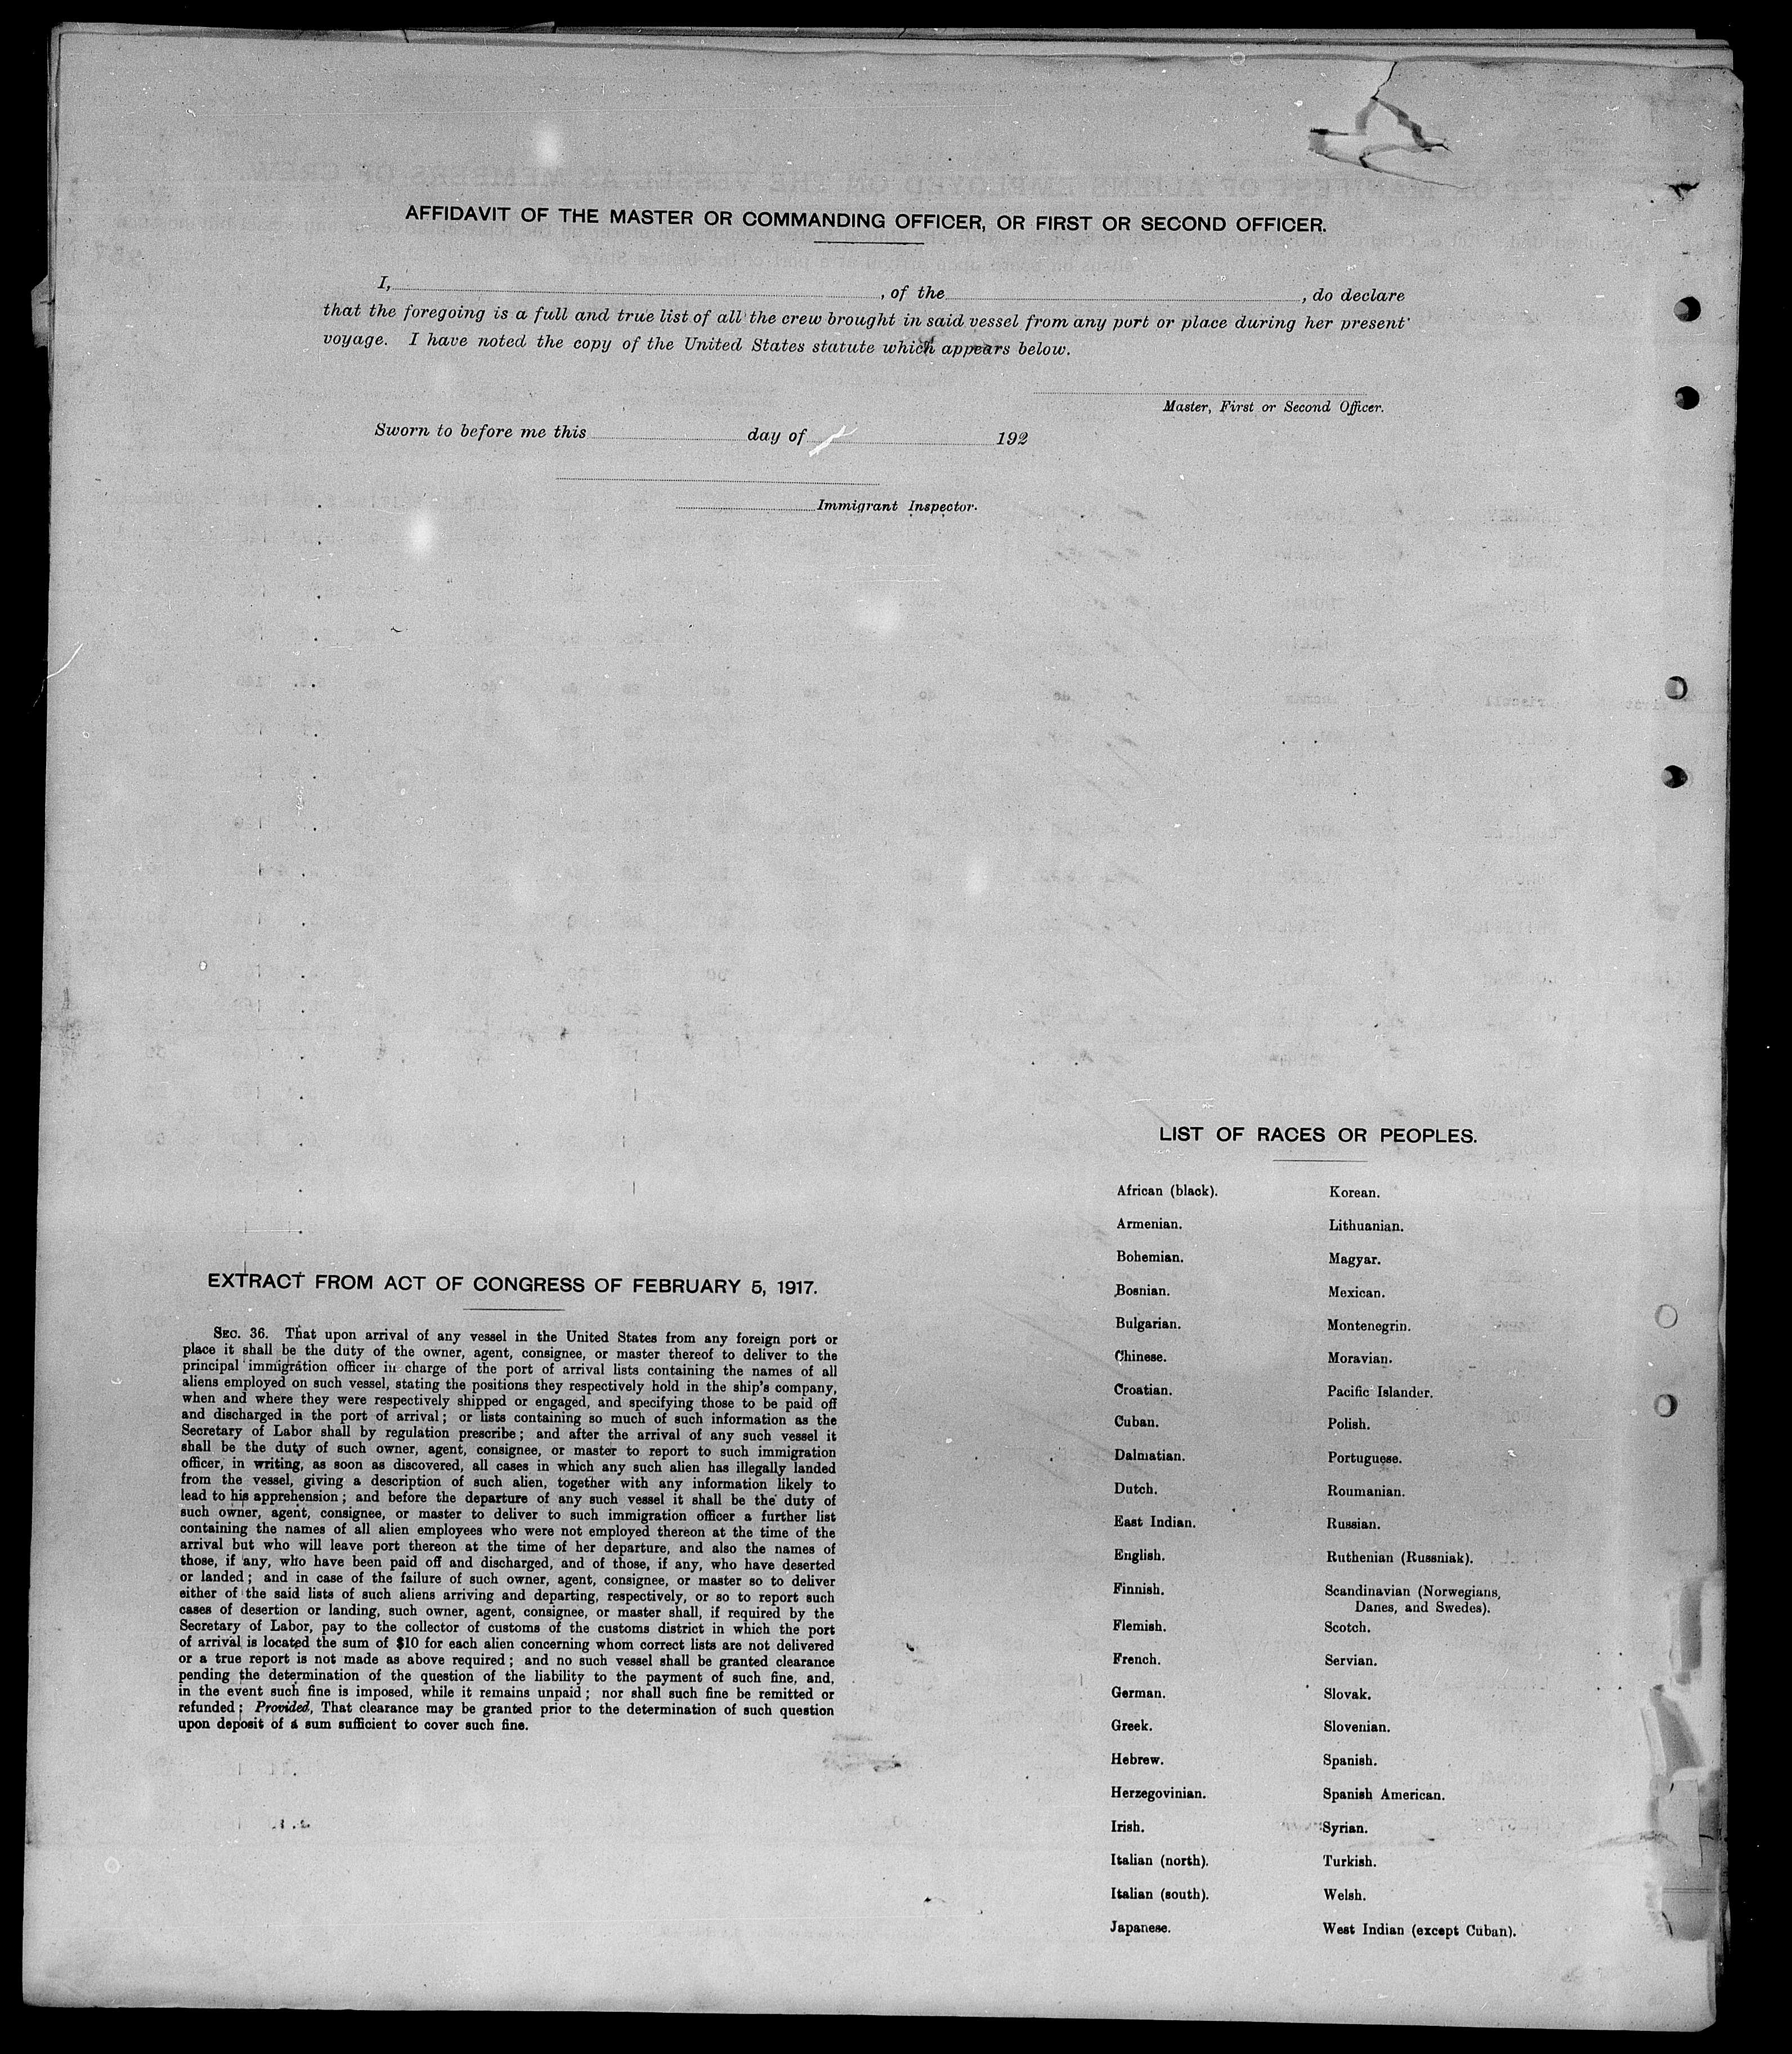 AFFIDAVIT OF THE MASTER OR COMMANDING OFFICER, OR FIRST OR SECOND OFFICER.
I, , of the , do declare
that the foregoing is a full and true list of all the crew brought in said vessel from any port or place during her present
voyage. I have noted the copy of the United States statute which appears below.
Master, First or Second Officer.
Sworn to before me this day of 192
Immigrant Inspector.
EXTRACT FROM ACT OF CONGRESS OF FEBRUARY 5, 1917.
SEC. 36. That upon arrival of any vessel in the United States from any foreign port or
place it shall be the duty of the owner, agent, consignee, or master thereof to deliver to the
principal immigration officer in charge of the port of arrival lists containing the names of all
aliens employed on such vessel, stating the positions they respectively hold in the ship's company,
when and where they were respectively shipped or engaged, and specifying those to be paid off
and discharged in the port of arrival; or lists containing so much of such information as the
Secretary of Labor shall by regulation prescribe; and after the arrival of any such vessel it
shall be the duty of such owner, agent, consignee, or master to report to such immigration
officer, in writing, as soon as discovered, all cases in which any such alien has illegally landed
from the vessel, giving a description of such alien, together with any information likely to
lead to his apprehension; and before the departure of any such vessel it shall be the duty of
such owner, agent, consignee, or master to deliver to such immigration officer a further list
containing the names of all alien employees who were not employed thereon at the time of the
arrival but who will leave port thereon at the time of her departure, and also the names of
those, if any, who have been paid off and discharged, and of those, if any, who have deserted
or landed; and in case of the failure of such owner, agent, consignee, or master so to deliver
either of the said lists of such aliens arriving and departing, respectively, or so to report such
cases of desertion or landing, such owner, agent, consignee, or master shall, if required by the
Secretary of Labor, pay to the collector of customs of the customs district in which the port
of arrival is located the sum of $10 for each alien concerning whom correct lists are not delivered
or a true report is not made as above required; and no such vessel shall be granted clearance
pending the determination of the question of the liability to the payment of such fine, and,
in the event such fine is imposed, while it remains unpaid; nor shall such fine be remitted or
refunded; Provided, That clearance may be granted prior to the determination of such question
upon deposit of a sum sufficient to cover such fine.
LIST OF RACES OR PEOPLES.
African (black).
Armenian.
Bohemian.
Bosnian.
Bulgarian.
Chinese.
Croatian.
Cuban.
Dalmatian.
Dutch.
East Indian.
English.
Finnish.
Flemish.
French.
German.
Greek.
Hebrew.
Herzegovinian.
Irish.
Italian (north).
Italian (south).
Japanese.
Korean.
Lithuanian.
Magyar.
Mexican.
Montenegrin.
Moravian.
Pacific Islander.
Polish.
Portuguese.
Roumanian.
Russian.
Ruthenian (Russniak).
Scandinavian (Norwegians,
Danes, and Swedes).
Scotch.
Servian.
Slovak.
Slovenian.
Spanish.
Spanish American.
Syrian.
Turkish.
Welsh.
West Indian (except Cuban).